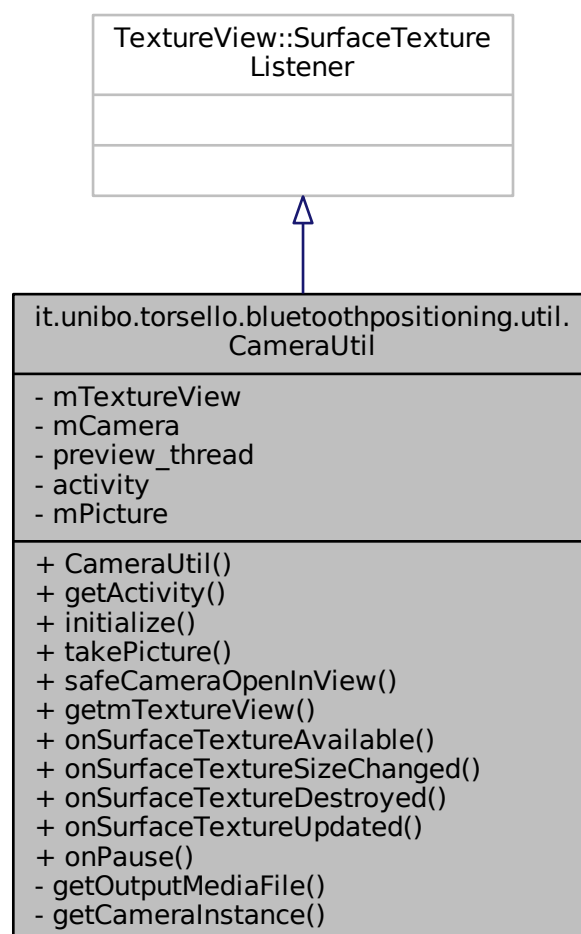 TextureView::SurfaceTexture
Listener
it.unibo.torsello.bluetoothpositioning.util.
CameraUtil
- mTextureView
- mCamera
- preview_thread
- activity
- mPicture
+ CameraUtil()
+ getActivity()
+ initialize()
+ takePicture()
+ safeCameraOpenInView()
+ getmTextureView()
+ onSurfaceTextureAvailable()
+ onSurfaceTextureSizeChanged()
+ onSurfaceTextureDestroyed()
+ onSurfaceTextureUpdated()
+ onPause()
- getOutputMediaFile()
- getCameraInstance()